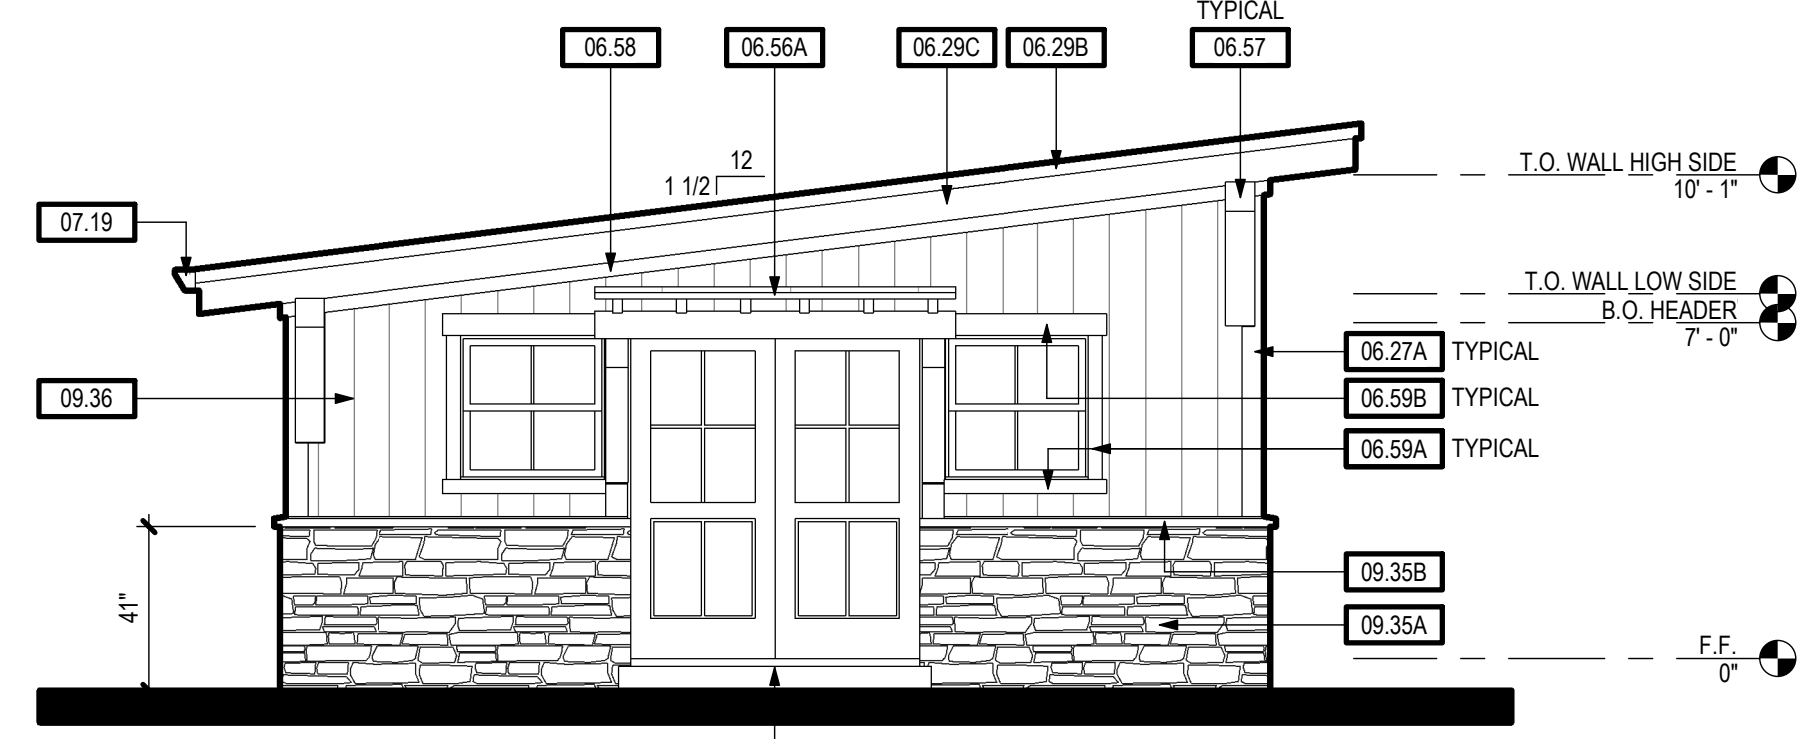 TYPICAL
06.58
06.56A
06.29C
06.29B
06.57
12
1 1/2
T.O. WALL HIGH SIDE
10' - 1"
07.19
T.O. WALL LOW SIDE
B.O. HEADER
7' - 0"
06.27A TYPICAL
09.36
06.59B TYPICAL
06.59A TYPICAL
09.35B
41"
09.35A
F.F.
0"